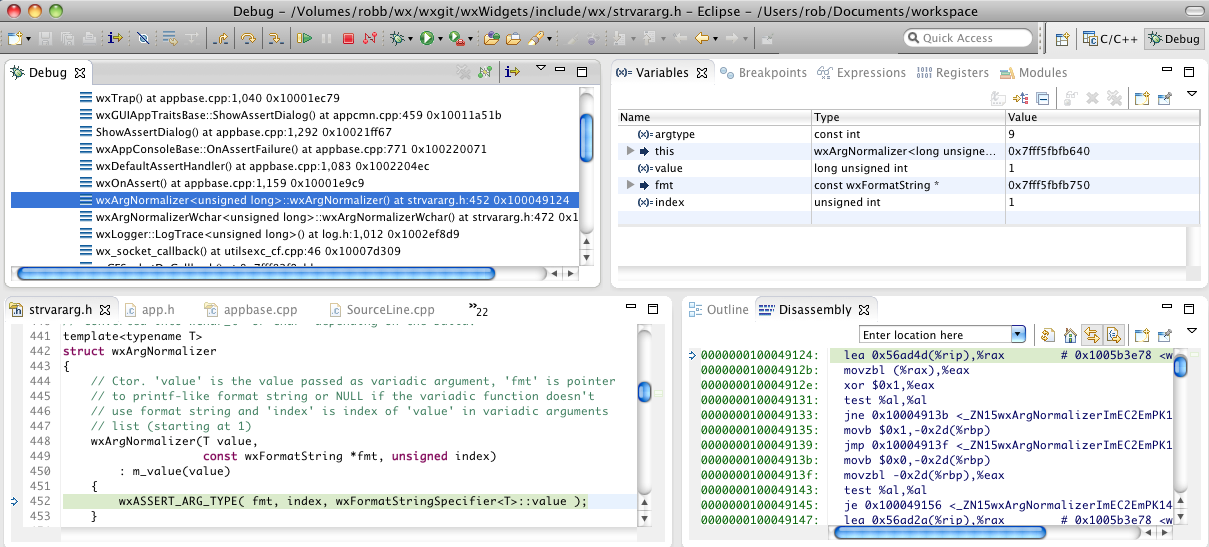 Debug – /Volumes/robb/wx/wxgit/wxWidgets/include/wx/strvararg.h – Eclipse – /Users/rob/Documents/workspace
Quick Access
C/C++
Debug
Debug
wxTrap() at appbase.cpp:1,040 0x10001ec79
wxGUIAppTraitsBase::ShowAssertDialog() at appcmn.cpp:459 0x10011a51b
ShowAssertDialog() at appbase.cpp:1,292 0x10021ff67
wxAppConsoleBase::OnAssertFailure() at appbase.cpp:771 0x100220071
wxDefaultAssertHandler() at appbase.cpp:1,083 0x1002204ec
wxOnAssert() at appbase.cpp:1,159 0x10001e9c9
wxArgNormalizer<unsigned long>::wxArgNormalizer() at strvararg.h:452 0x100049124
wxArgNormalizerWchar<unsigned long>::wxArgNormalizerWchar() at strvararg.h:472 0x1
wxLogger::LogTrace<unsigned long>() at log.h:1,012 0x1002ef8d9
wx_socket_callback() at utilsexc_cf.cpp:46 0x10007d309
Variables
Breakpoints
Expressions
Registers
Modules
Name Type Value
(x)= argtype const int 9
this wxArgNormalizer<long unsigne... 0x7fff5fbfb640
(x)= value long unsigned int 1
fmt const wxFormatString * 0x7fff5fbfb750
(x)= index unsigned int 1
strvararg.h
app.h
appbase.cpp
SourceLine.cpp
»22
441 template<typename T>
442 struct wxArgNormalizer
443 {
444 // Ctor. 'value' is the value passed as variadic argument, 'fmt' is pointer
445 // to printf-like format string or NULL if the variadic function doesn't
446 // use format string and 'index' is index of 'value' in variadic arguments
447 // list (starting at 1)
448 wxArgNormalizer(T value,
449 const wxFormatString *fmt, unsigned index)
450 : m_value(value)
451 {
452 wxASSERT_ARG_TYPE( fmt, index, wxFormatStringSpecifier<T>::value );
453 }
Outline
Disassembly
Enter location here
0000000100049124: lea 0x56ad4d(%rip),%rax # 0x1005b3e78 <w
000000010004912b: movzbl (%rax),%eax
000000010004912e: xor $0x1,%eax
0000000100049131: test %al,%al
0000000100049133: jne 0x10004913b <_ZN15wxArgNormalizerImEC2EmPK1
0000000100049135: movb $0x1,-0x2d(%rbp)
0000000100049139: jmp 0x10004913f <_ZN15wxArgNormalizerImEC2EmPK1
000000010004913b: movb $0x0,-0x2d(%rbp)
000000010004913f: movzbl -0x2d(%rbp),%eax
0000000100049143: test %al,%al
0000000100049145: je 0x100049156 <_ZN15wxArgNormalizerImEC2EmPK14
0000000100049147: lea 0x56ad2a(%rip),%rax # 0x1005b3e78 <w